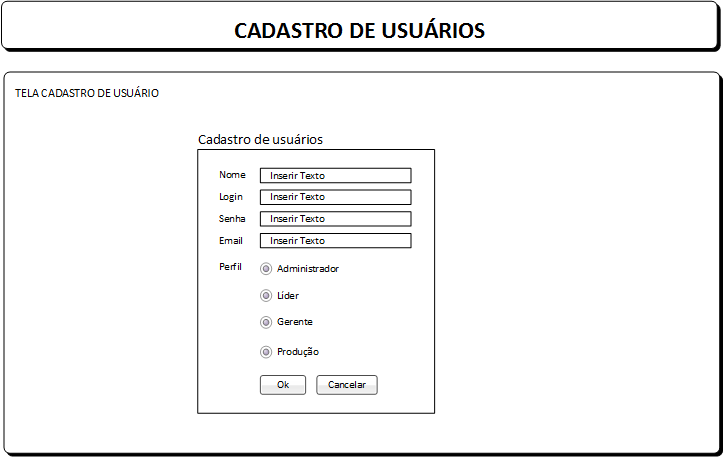 CADASTRO DE USUÁRIOS
TELA CADASTRO DE USUÁRIO
Cadastro de usuários
Nome Inserir Texto
Login Inserir Texto
Senha Inserir Texto
Email Inserir Texto
Perfil Administrador
Líder
Gerente
Produção
Ok Cancelar